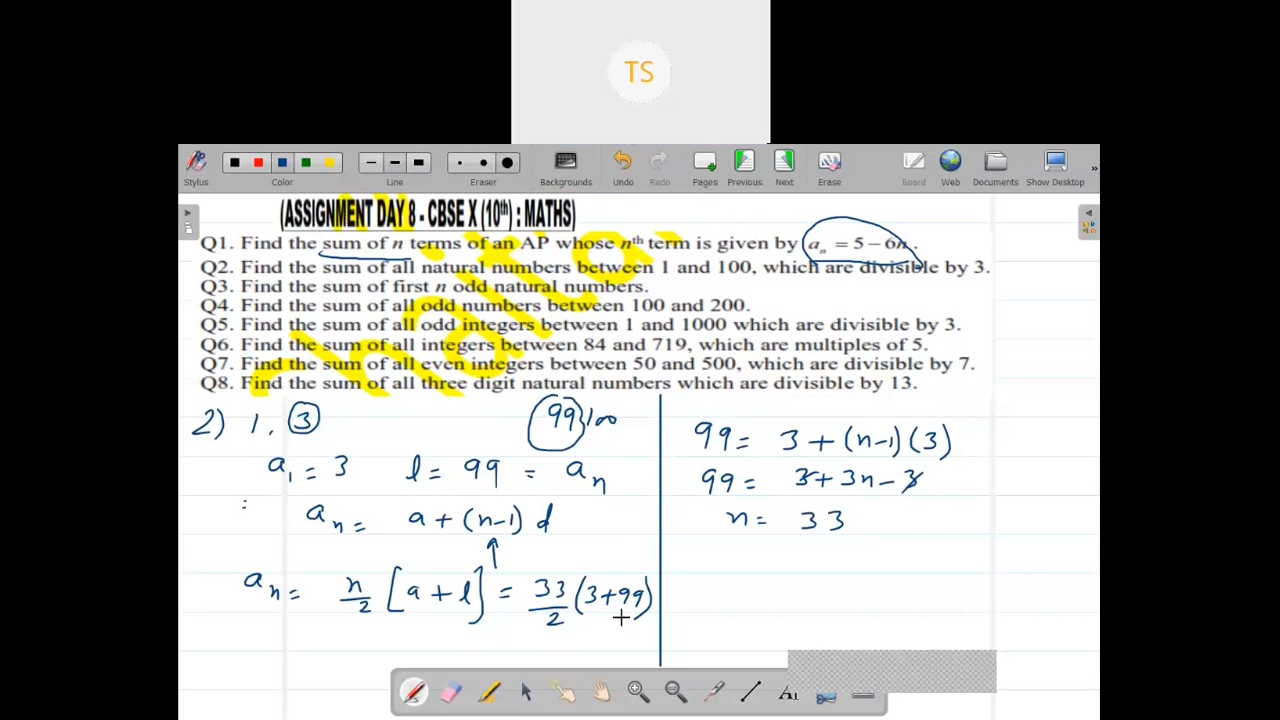 TS
Stylus Color Line Eraser Backgrounds Undo Redo Pages Previous Next Erase Board Web Documents Show Desktop »
(ASSIGNMENT DAY 8 - CBSE X (10th) : MATHS)
Q1. Find the sum of n terms of an AP whose nth term is given by aₙ = 5 – 6n.
Q2. Find the sum of all natural numbers between 1 and 100, which are divisible by 3.
Q3. Find the sum of first n odd natural numbers.
Q4. Find the sum of all odd numbers between 100 and 200.
Q5. Find the sum of all odd integers between 1 and 1000 which are divisible by 3.
Q6. Find the sum of all integers between 84 and 719, which are multiples of 5.
Q7. Find the sum of all even integers between 50 and 500, which are divisible by 7.
Q8. Find the sum of all three digit natural numbers which are divisible by 13.
2) 1, 3 99, 100
a₁ = 3 l = 99 = aₙ
: aₙ = a + (n-1) d
aₙ = n/2 [a + l] = 33/2 (3+99)
99 = 3 + (n-1) (3)
99 = 3 + 3n - 3
n = 33